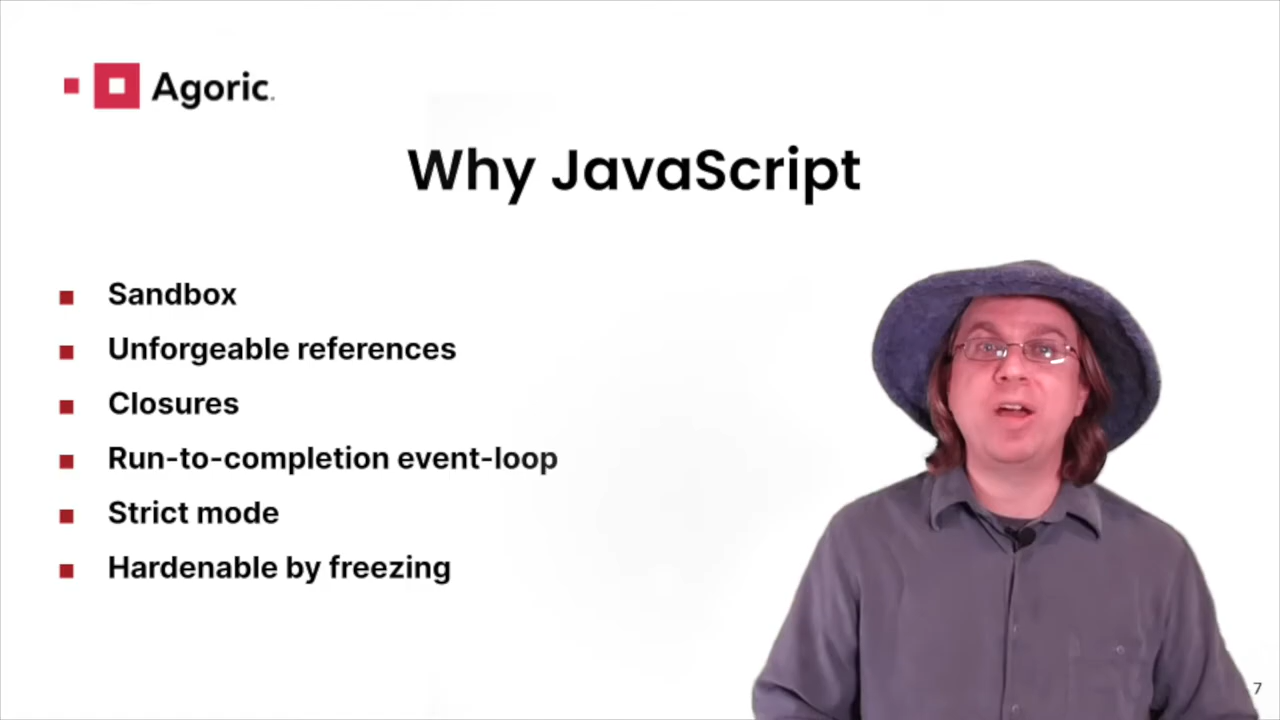 Agoric.
Why JavaScript
Sandbox
Unforgeable references
Closures
Run-to-completion event-loop
Strict mode
Hardenable by freezing
7